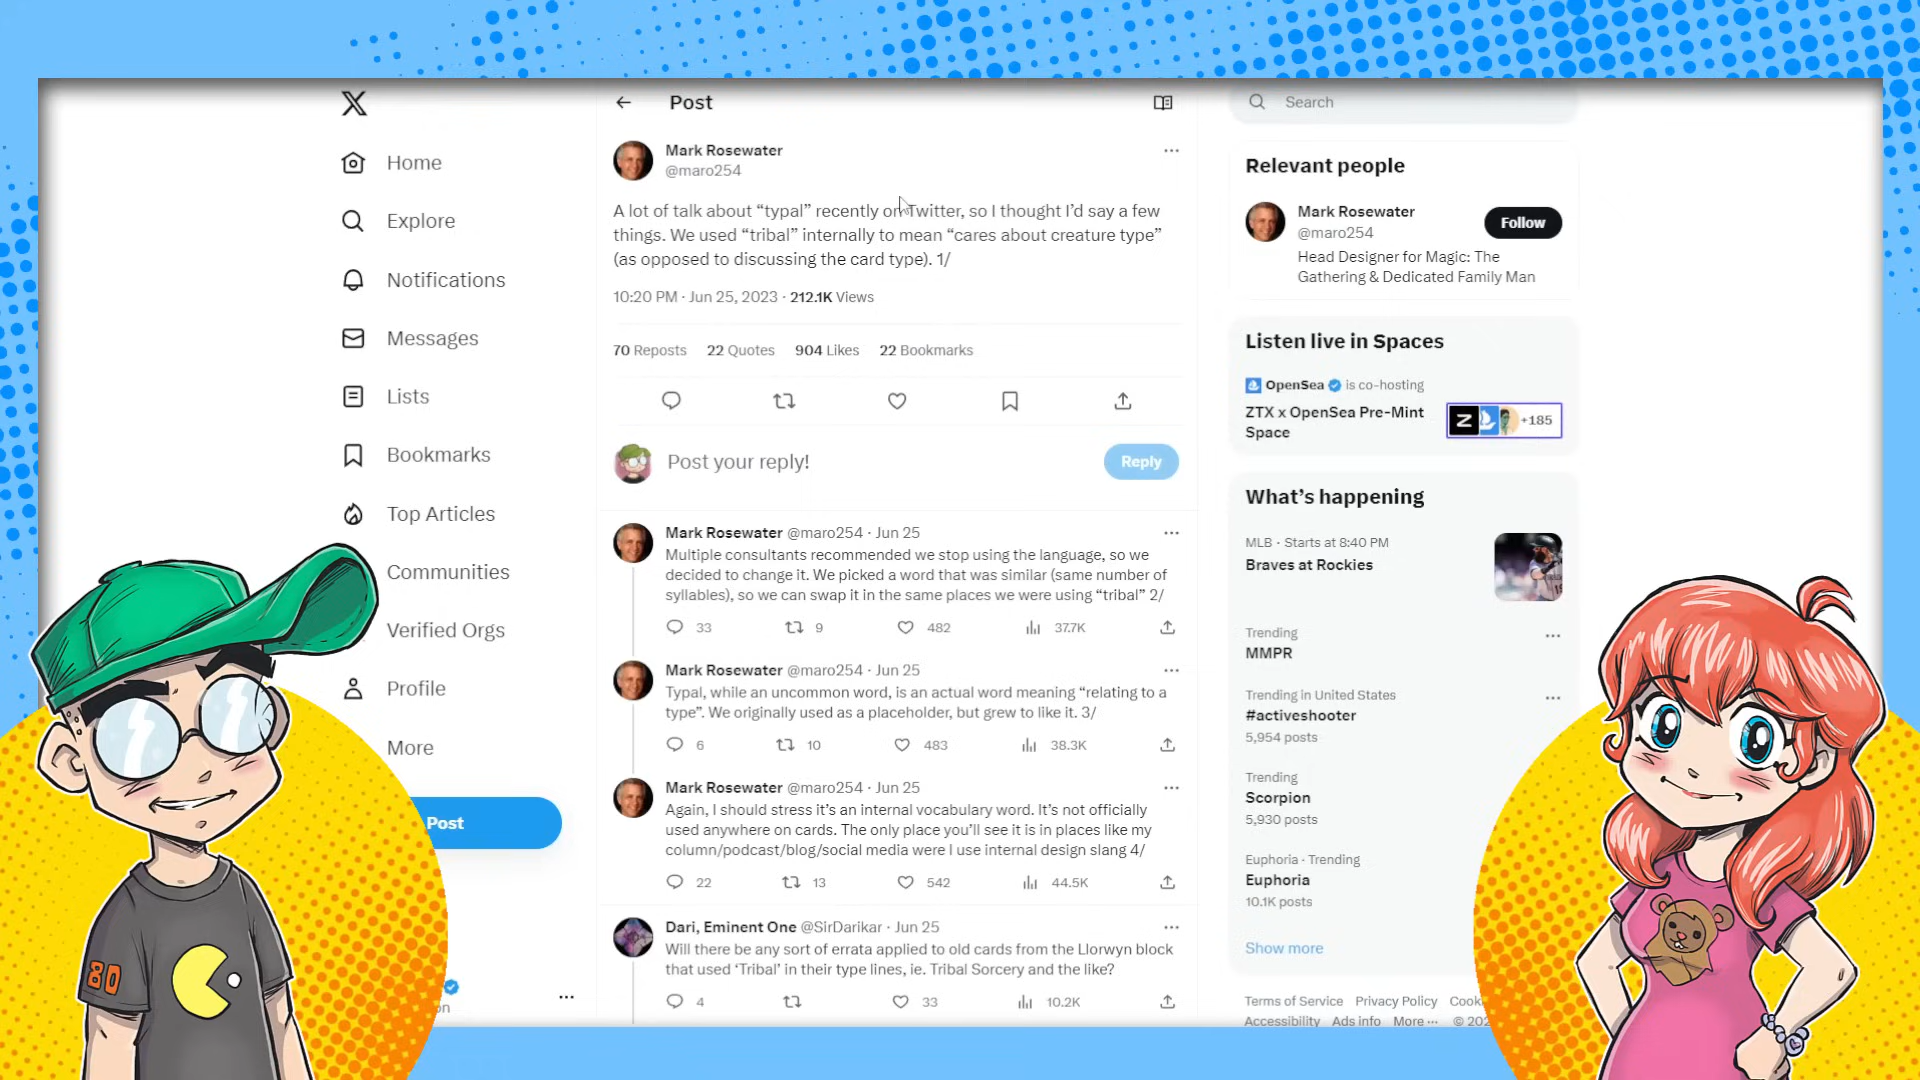 Home
Explore
Notifications
Messages
Lists
Bookmarks
Top Articles
Communities
Verified Orgs
Profile
More
Post
80
Post
Mark Rosewater
@maro254
A lot of talk about “typal” recently on Twitter, so I thought I’d say a few
things. We used “tribal” internally to mean “cares about creature type”
(as opposed to discussing the card type). 1/
10:20 PM · Jun 25, 2023 · 212.1K Views
70 Reposts 22 Quotes 904 Likes 22 Bookmarks
Post your reply!
Reply
Mark Rosewater @maro254 · Jun 25
Multiple consultants recommended we stop using the language, so we
decided to change it. We picked a word that was similar (same number of
syllables), so we can swap it in the same places we were using “tribal” 2/
33 9 482 37.7K
Mark Rosewater @maro254 · Jun 25
Typal, while an uncommon word, is an actual word meaning “relating to a
type”. We originally used as a placeholder, but grew to like it. 3/
6 10 483 38.3K
Mark Rosewater @maro254 · Jun 25
Again, I should stress it’s an internal vocabulary word. It’s not officially
used anywhere on cards. The only place you’ll see it is in places like my
column/podcast/blog/social media were I use internal design slang 4/
22 13 542 44.5K
Dari, Eminent One @SirDarikar · Jun 25
Will there be any sort of errata applied to old cards from the Llorwyn block
that used ‘Tribal’ in their type lines, ie. Tribal Sorcery and the like?
4 33 10.2K
Search
Relevant people
Mark Rosewater
@maro254
Follow
Head Designer for Magic: The
Gathering & Dedicated Family Man
Listen live in Spaces
OpenSea is co-hosting
ZTX x OpenSea Pre-Mint
Space
+185
What’s happening
MLB · Starts at 8:40 PM
Braves at Rockies
Trending
MMPR
Trending in United States
#activeshooter
5,954 posts
Trending
Scorpion
5,930 posts
Euphoria · Trending
Euphoria
10.1K posts
Show more
Terms of Service Privacy Policy Cook
Accessibility Ads info More ··· © 202